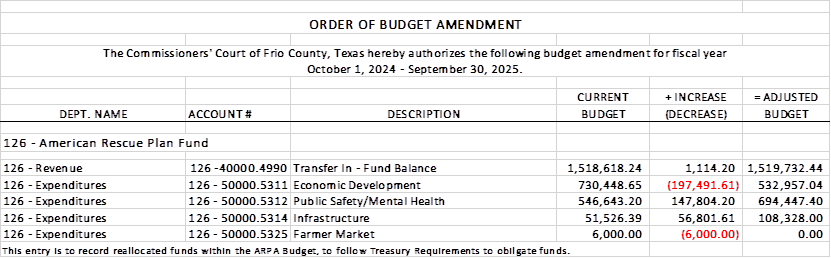 ORDER OF BUDGET AMENDMENT
The Commissioners' Court of Frio County, Texas hereby authorizes the following budget amendment for fiscal year
October 1, 2024 - September 30, 2025.
CURRENT + INCREASE = ADJUSTED
DEPT. NAME ACCOUNT # DESCRIPTION BUDGET (DECREASE) BUDGET
126 - American Rescue Plan Fund
126 - Revenue 126 -40000.4990 Transfer In - Fund Balance 1,518,618.24 1,114.20 1,519,732.44
126 - Expenditures 126 - 50000.5311 Economic Development 730,448.65 (197,491.61) 532,957.04
126 - Expenditures 126 - 50000.5312 Public Safety/Mental Health 546,643.20 147,804.20 694,447.40
126 - Expenditures 126 - 50000.5314 Infrastructure 51,526.39 56,801.61 108,328.00
126 - Expenditures 126 - 50000.5325 Farmer Market 6,000.00 (6,000.00) 0.00
This entry is to record reallocated funds within the ARPA Budget, to follow Treasury Requirements to obligate funds.